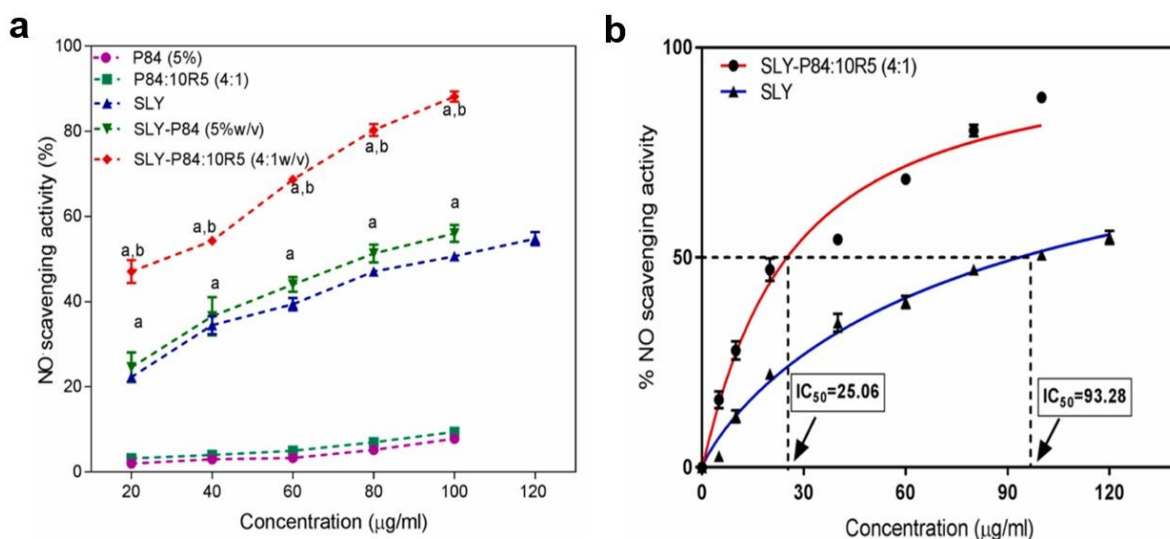 a
100
80
60
40
20
0
NO scavenging activity (%)
P84 (5%)
P84:10R5 (4:1)
SLY
SLY-P84 (5%w/v)
SLY-P84:10R5 (4:1w/v)
a,b
a,b
a,b
a,b
a,b
a
a
a
a
a
20
40
60
80
100
120
Concentration (µg/ml)
b
100
50
0
% NO scavenging activity
SLY-P84:10R5 (4:1)
SLY
IC50=25.06
IC50=93.28
0
30
60
90
120
Concentration (µg/ml)